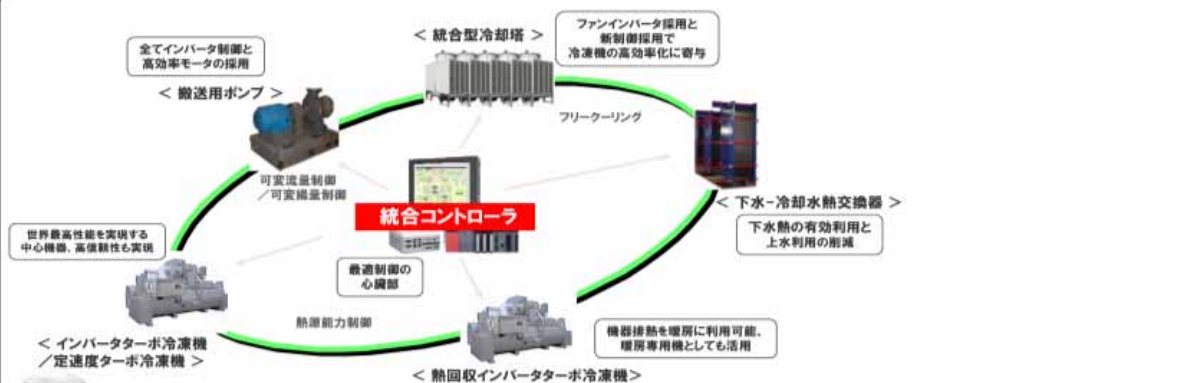 < 統合型冷却塔 >
ファンインバータ採用と
新制御採用で
冷凍機の高効率化に寄与
全てインバータ制御と
高効率モータの採用
< 搬送用ポンプ >
フリークーリング
可変流量制御
／可変揚量制御
統合コントローラ
< 下水-冷却水熱交換器 >
下水熱の有効利用と
上水利用の削減
世界最高性能を実現する
中心機器、高信頼性も実現
最適制御の
心臓部
熱源能力制御
機器排熱を暖房に利用可能、
暖房専用機としても活用
< インバータターボ冷凍機
／定速度ターボ冷凍機 >
< 熱回収インバータターボ冷凍機>